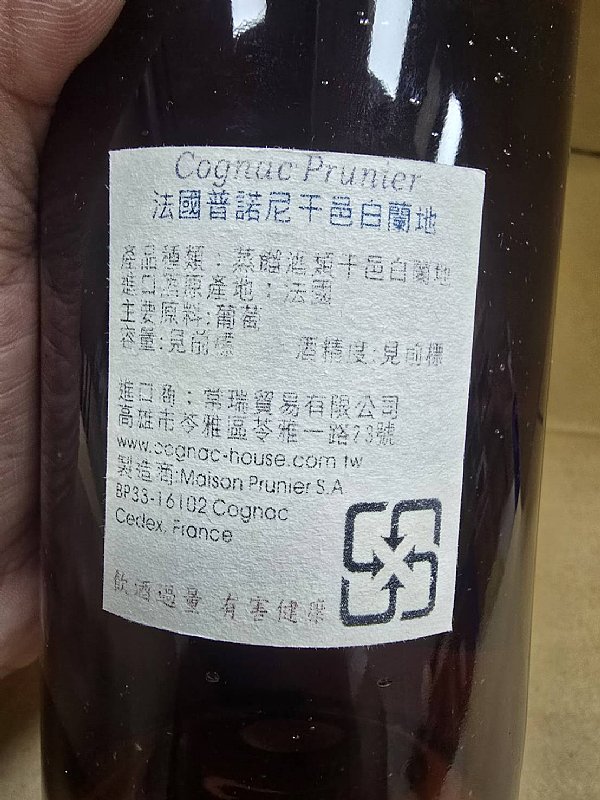 Cognac Prunier
法國普諾尼干邑白蘭地
產品種類：蒸餾酒類干邑白蘭地
進口酒原產地：法國
主要原料:葡萄
容量:見前標 酒精度:見前標
進口商：常瑞貿易有限公司
高雄市苓雅區苓雅一路73號
www.cognac-house.com.tw
製造商:Maison Prunier S.A
BP33-16102 Cognac
Cedex, France
飲酒過量 有害健康